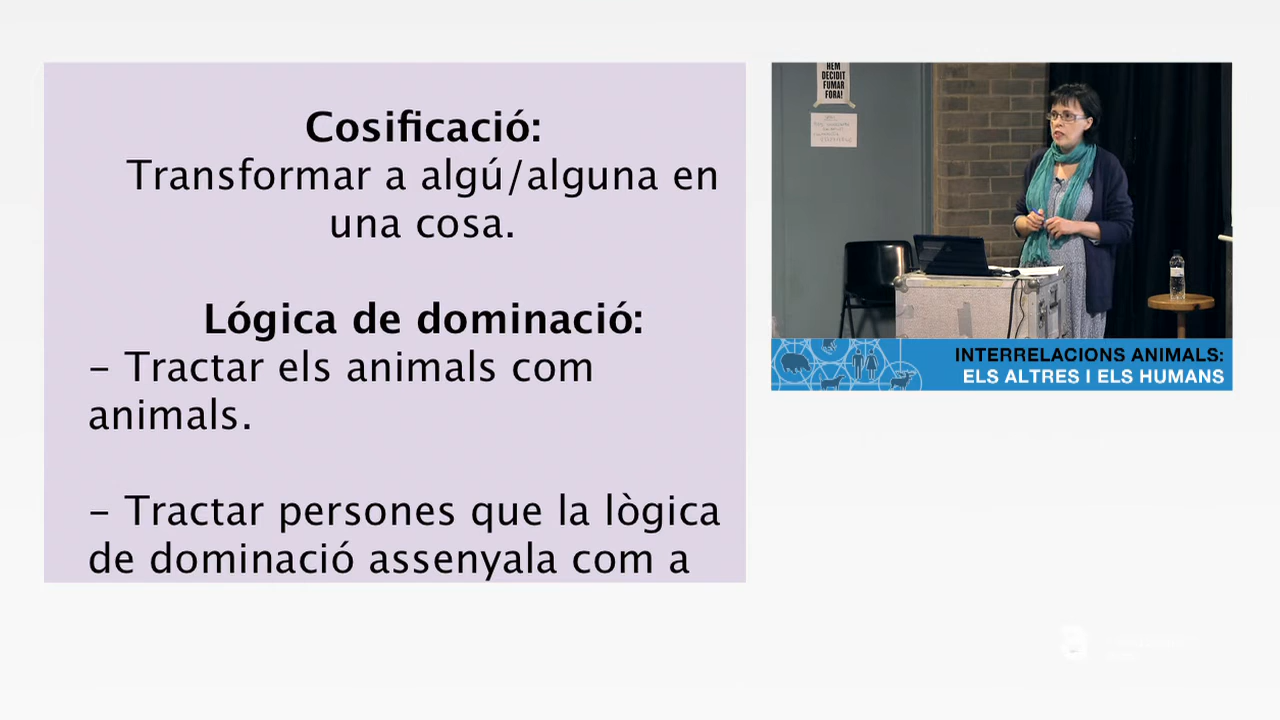 Cosificació:
Transformar a algú/alguna en
una cosa.
Lógica de dominació:
- Tractar els animals com
animals.
- Tractar persones que la lògica
de dominació assenyala com a
HEM
DECIDIT
FUMAR
FORA!
INTERRELACIONS ANIMALS:
ELS ALTRES I ELS HUMANS